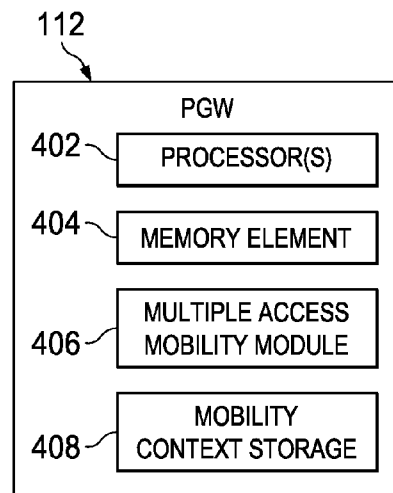 112
PGW
402
PROCESSOR(S)
404
MEMORY ELEMENT
406
MULTIPLE ACCESS
MOBILITY MODULE
408
MOBILITY
CONTEXT STORAGE